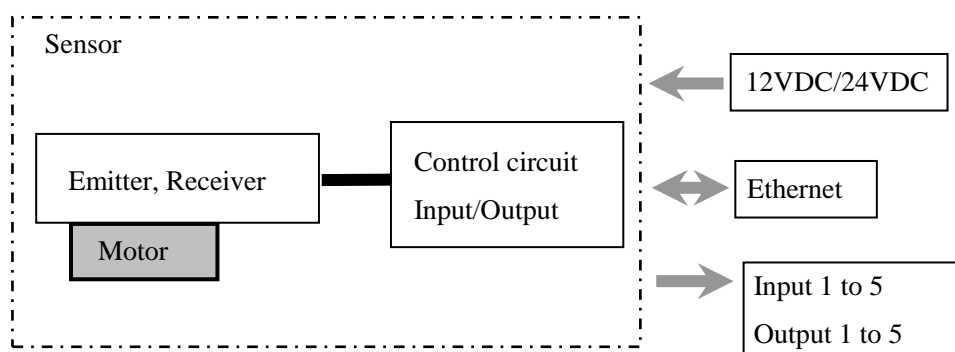 Sensor
12VDC/24VDC
Emitter, Receiver
Control circuit
Input/Output
Ethernet
Motor
Input 1 to 5
Output 1 to 5